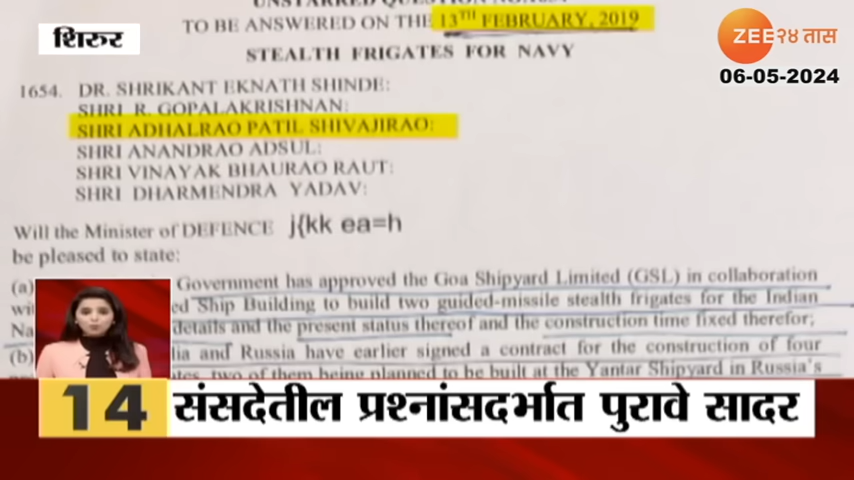 TO BE ANSWERED ON THE 13TH FEBRUARY, 2019
शिरुर
ZEE २४ तास
06-05-2024
STEALTH FRIGATES FOR NAVY
1654. DR. SHRIKANT EKNATH SHINDE:
SHRI R. GOPALAKRISHNAN:
SHRI ADHALRAO PATIL SHIVAJIRAO:
SHRI ANANDRAO ADSUL:
SHRI VINAYAK BHAURAO RAUT:
SHRI DHARMENDRA YADAV:
Will the Minister of DEFENCE j{kk ea=h
be pleased to state:
(a) Government has approved the Goa Shipyard Limited (GSL) in collaboration
ed Ship Building to build two guided-missile stealth frigates for the Indian
details and the present status thereof and the construction time fixed therefor;
(b) and Russia have earlier signed a contract for the construction of four
two of them being planned to be built at the Yantar Shipyard in Russia's
14 संसदेतील प्रश्नांसदर्भात पुरावे सादर